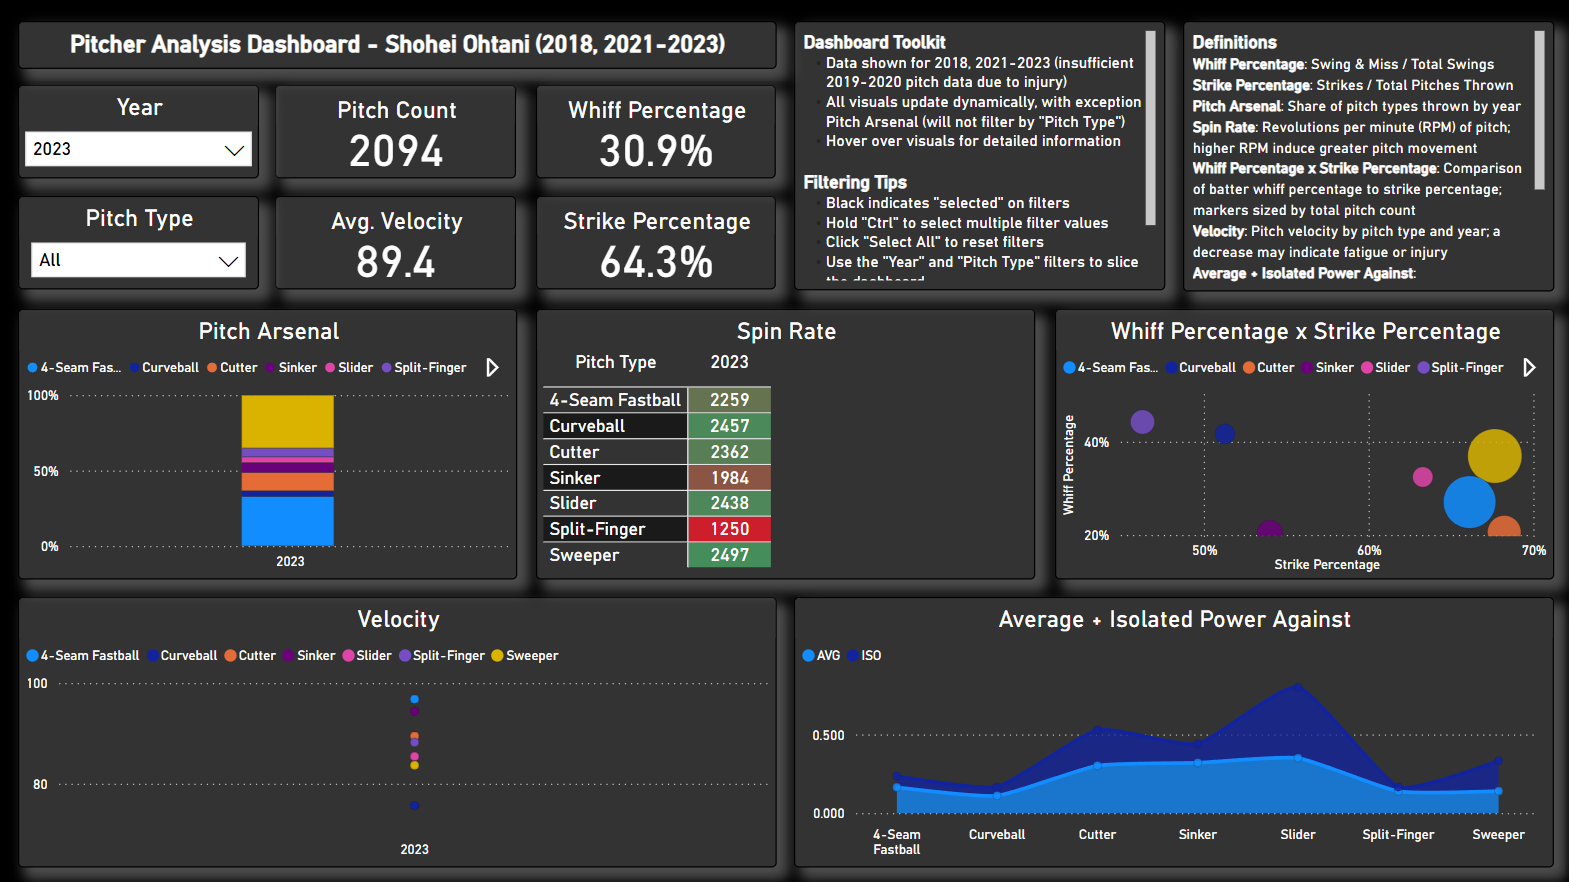 Pitcher Analysis Dashboard - Shohei Ohtani (2018, 2021-2023)
Year
2023
Pitch Count
2094
Whiff Percentage
30.9%
Pitch Type
All
Avg. Velocity
89.4
Strike Percentage
64.3%
Dashboard Toolkit
Data shown for 2018, 2021-2023 (insufficient
2019-2020 pitch data due to injury)
All visuals update dynamically, with exception
Pitch Arsenal (will not filter by "Pitch Type")
Hover over visuals for detailed information
Filtering Tips
Black indicates "selected" on filters
Hold "Ctrl" to select multiple filter values
Click "Select All" to reset filters
Use the "Year" and "Pitch Type" filters to slice
the dashboard
Definitions
Whiff Percentage: Swing & Miss / Total Swings
Strike Percentage: Strikes / Total Pitches Thrown
Pitch Arsenal: Share of pitch types thrown by year
Spin Rate: Revolutions per minute (RPM) of pitch;
higher RPM induce greater pitch movement
Whiff Percentage x Strike Percentage: Comparison
of batter whiff percentage to strike percentage;
markers sized by total pitch count
Velocity: Pitch velocity by pitch type and year; a
decrease may indicate fatigue or injury
Average + Isolated Power Against:
Pitch Arsenal
4-Seam Fas... Curveball Cutter Sinker Slider Split-Finger
100%
50%
0%
2023
Spin Rate
Pitch Type 2023
4-Seam Fastball 2259
Curveball 2457
Cutter 2362
Sinker 1984
Slider 2438
Split-Finger 1250
Sweeper 2497
Whiff Percentage x Strike Percentage
4-Seam Fas... Curveball Cutter Sinker Slider Split-Finger
Whiff Percentage
40%
20%
50% 60% 70%
Strike Percentage
Velocity
4-Seam Fastball Curveball Cutter Sinker Slider Split-Finger Sweeper
100
80
2023
Average + Isolated Power Against
AVG ISO
0.500
0.000
4-Seam Fastball Curveball Cutter Sinker Slider Split-Finger Sweeper